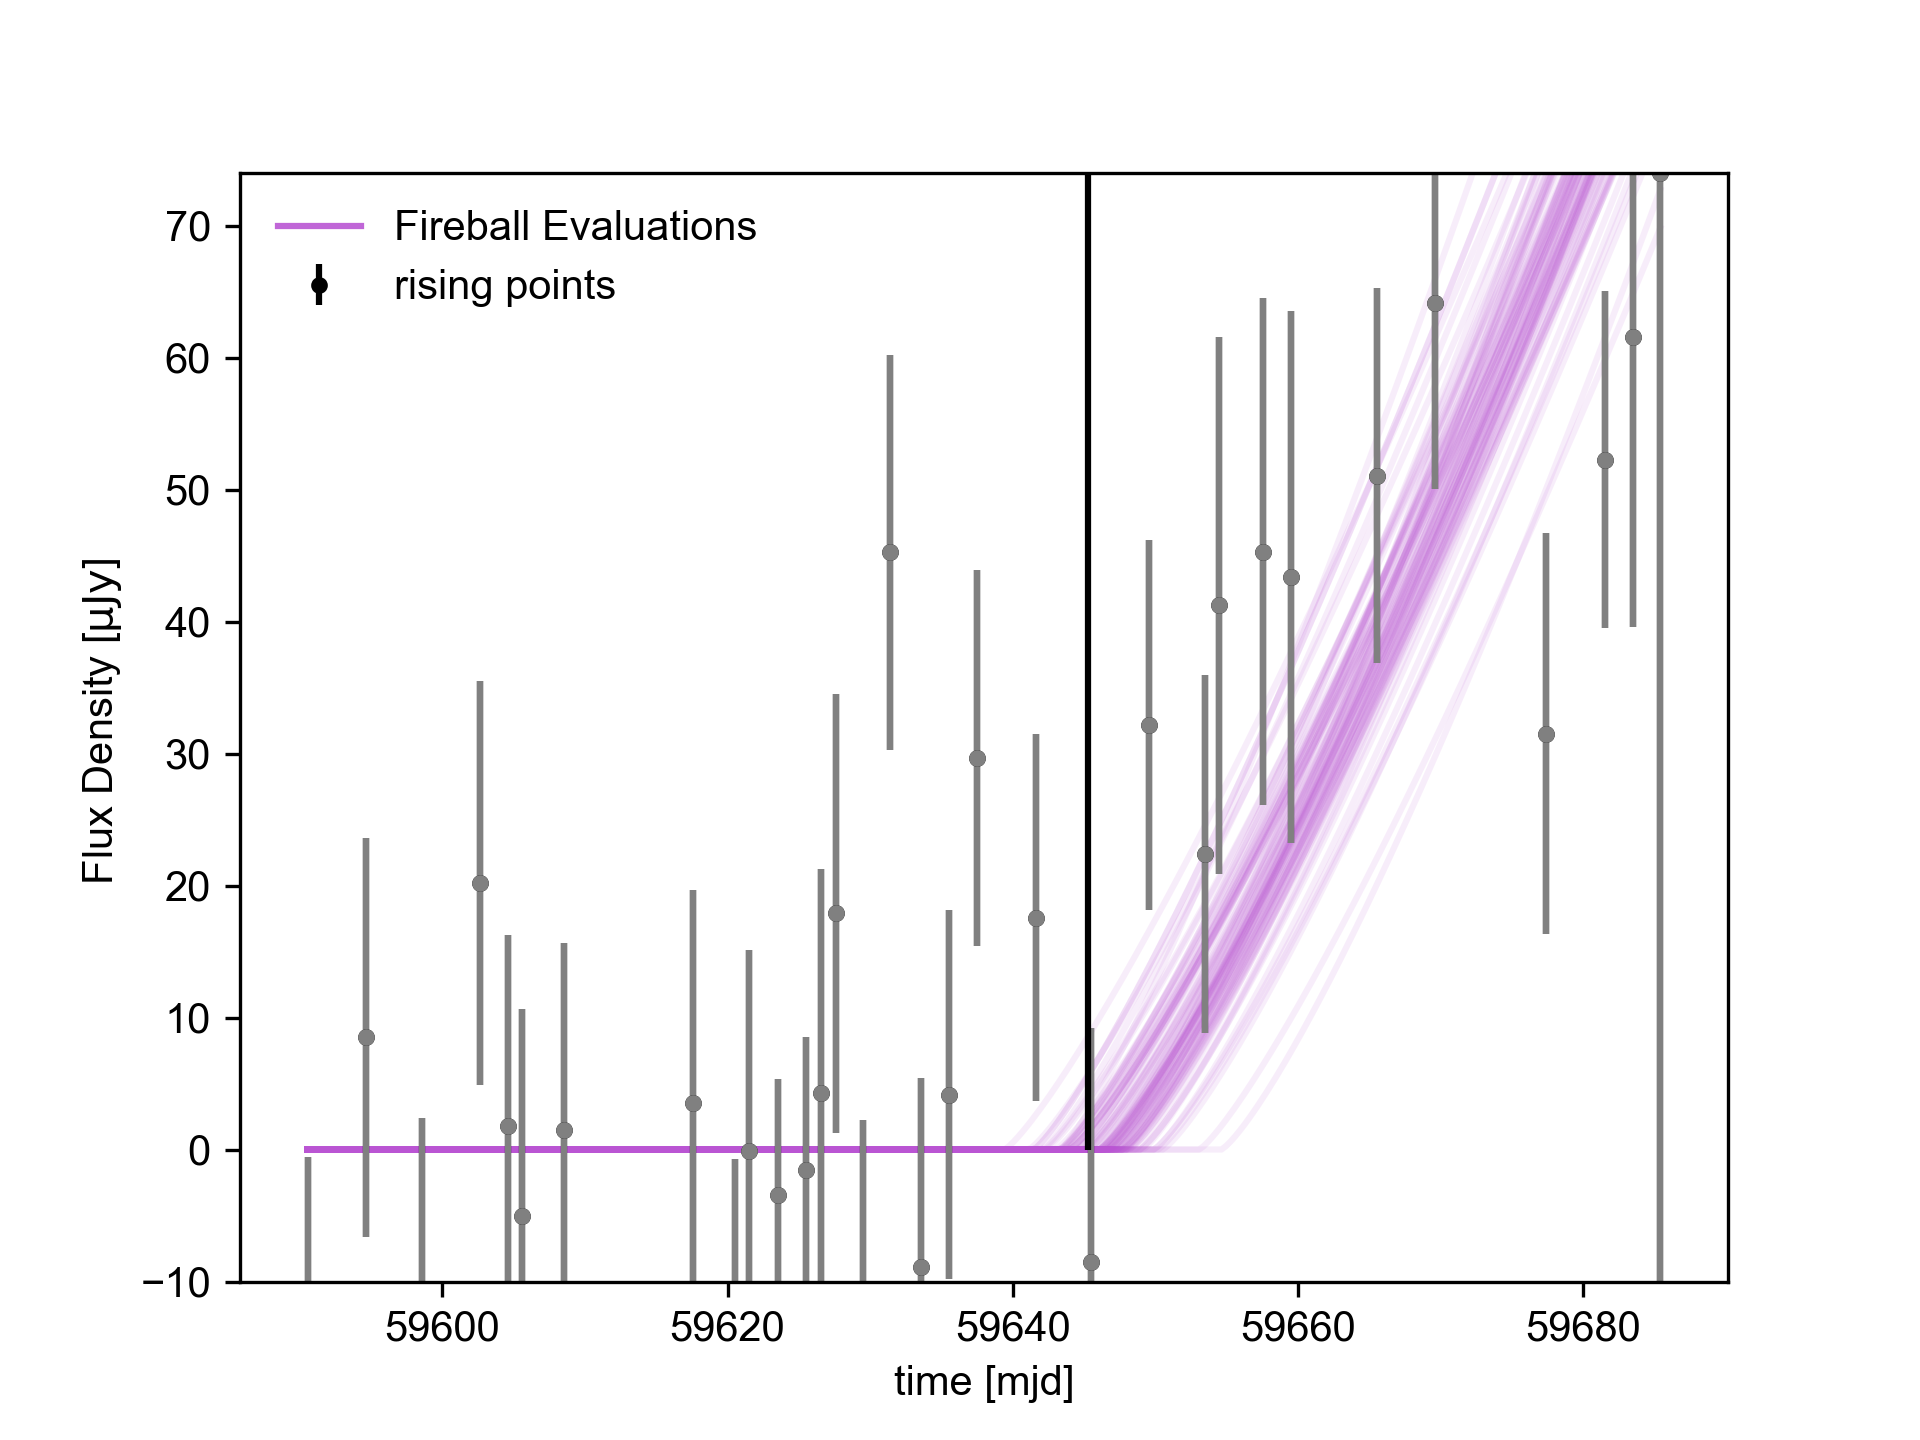 Fireball Evaluations
rising points
70
60
50
40
30
20
10
0
−10
Flux Density [µJy]
59600 59620 59640 59660 59680
time [mjd]